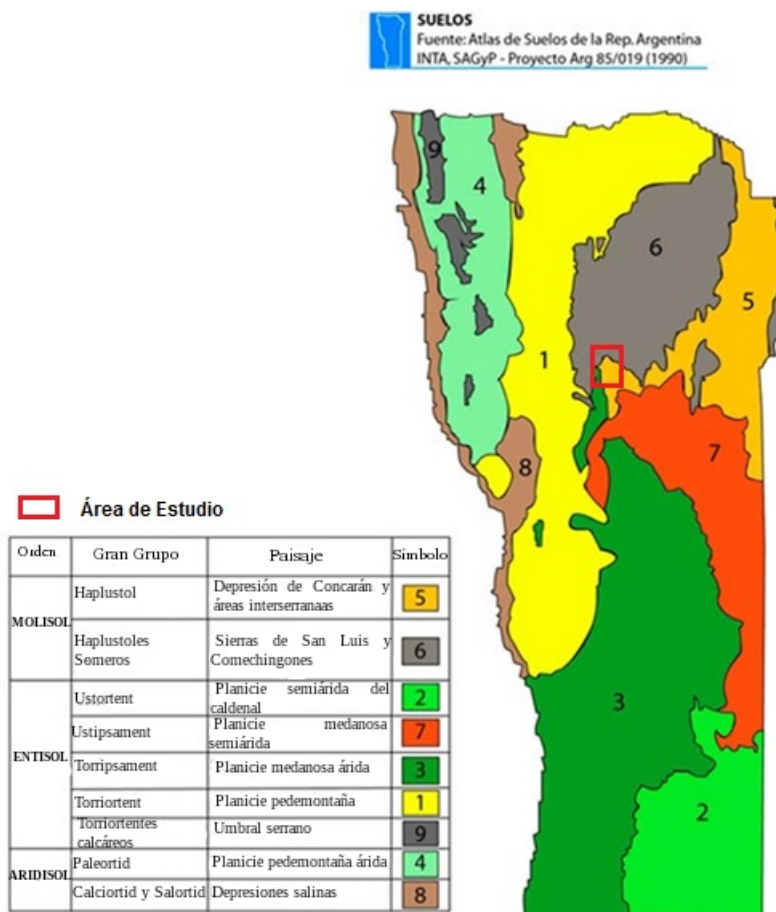 SUELOS
Fuente: Atlas de Suelos de la Rep. Argentina
INTA, SAGyP - Proyecto Arg 85/019 (1990)
9
4
6
5
1
7
8
3
2
Área de Estudio
Orden Gran Grupo Paisaje Símbolo
MOLISOL
Haplustol Depresión de Concarán y áreas interserranaas 5
Haplustoles Someros Sierras de San Luis y Comechingones 6
ENTISOL
Ustortent Planicie semiárida del caldenal 2
Ustipsament Planicie medanosa semiárida 7
Torripsament Planicie medanosa árida 3
Torriortent Planicie pedemontaña 1
Torriortentes calcáreos Umbral serrano 9
ARIDISOL
Paleortid Planicie pedemontaña árida 4
Calciortid y Salortid Depresiones salinas 8